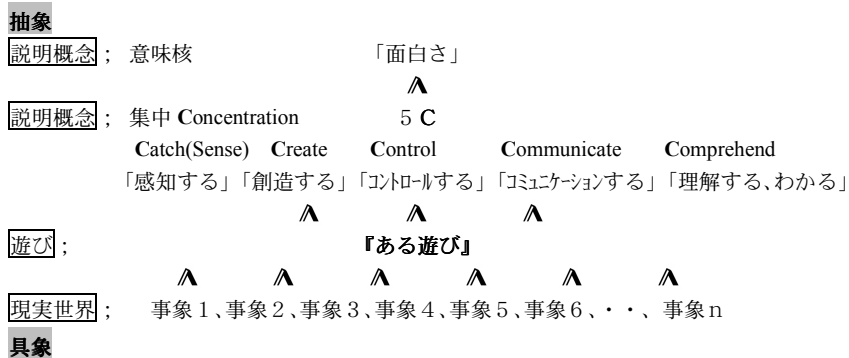 抽象
説明概念; 意味核 「面白さ」
説明概念; 集中 Concentration 5 C
Catch(Sense) Create Control Communicate Comprehend
「感知する」「創造する」「コントロールする」「コミュニケーションする」「理解する、わかる」
遊び; 『ある遊び』
現実世界; 事象1、事象2、事象3、事象4、事象5、事象6、・・、事象n
具象